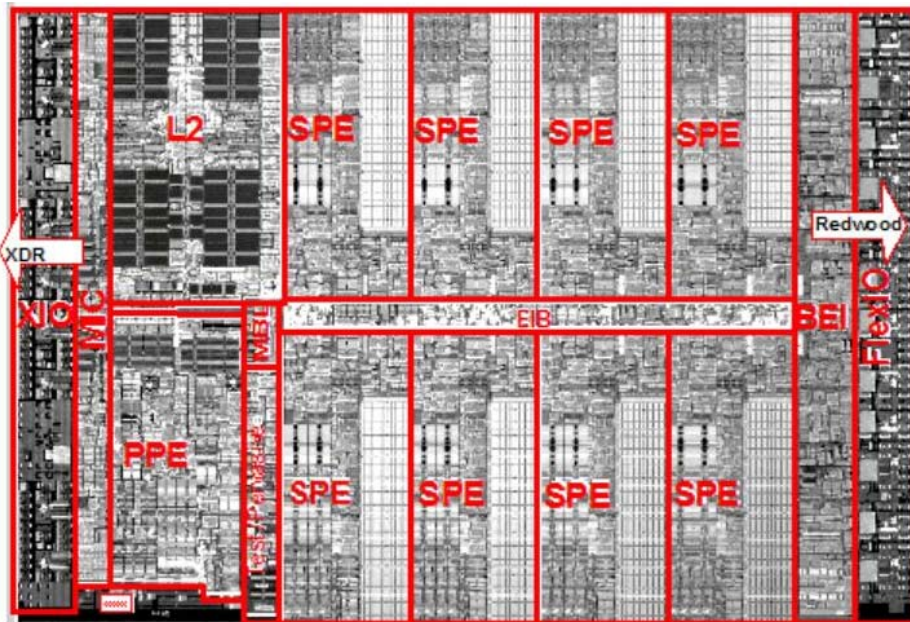 L2
SPE
SPE
SPE
SPE
XDR
Redwood
XIO
MIC
MBL
EIB
BEI
FlexIO
PPE
SPE
SPE
SPE
SPE